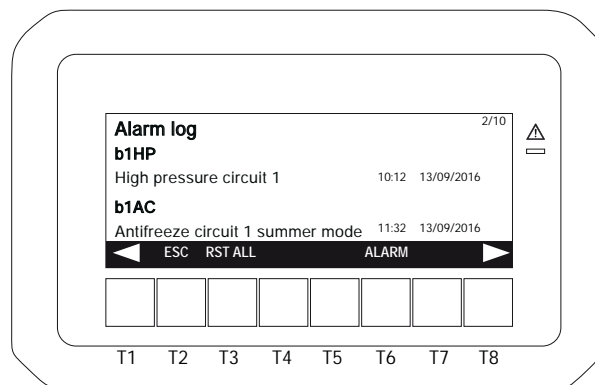 2/10
Alarm log
b1HP
High pressure circuit 1 10:12 13/09/2016
b1AC
Antifreeze circuit 1 summer mode 11:32 13/09/2016
ESC RST ALL ALARM
T1 T2 T3 T4 T5 T6 T7 T8